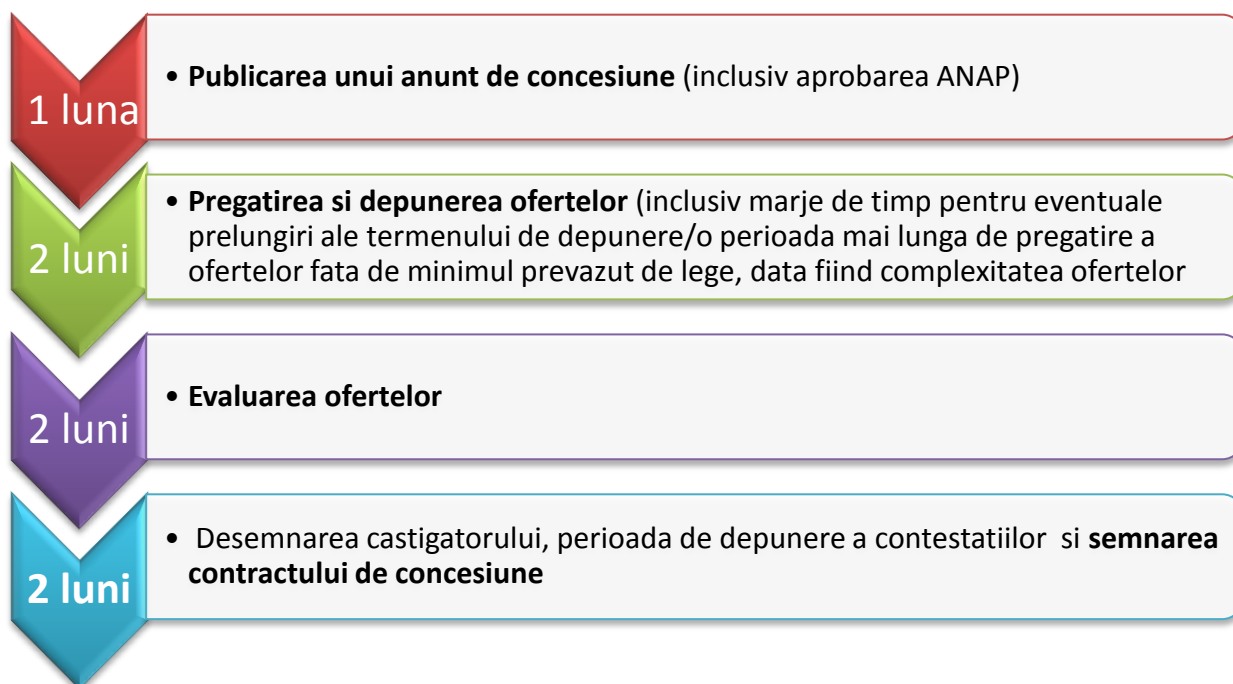 1 luna
• Publicarea unui anunt de concesiune (inclusiv aprobarea ANAP)
2 luni
• Pregatirea si depunerea ofertelor (inclusiv marje de timp pentru eventuale
prelungiri ale termenului de depunere/o perioada mai lunga de pregatire a
ofertelor fata de minimul prevazut de lege, data fiind complexitatea ofertelor
2 luni
• Evaluarea ofertelor
2 luni
• Desemnarea castigatorului, perioada de depunere a contestatiilor si semnarea
contractului de concesiune